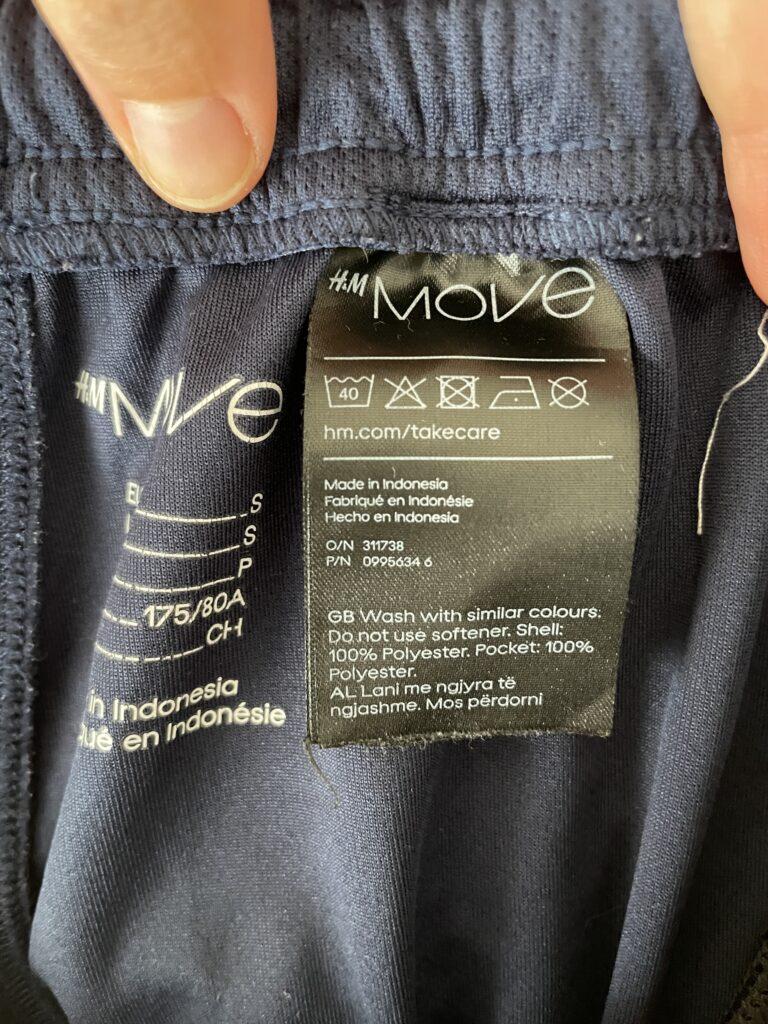 H&M MOVE
S
S
P
175/80A
CH
in Indonesia
en Indonésie
H&M MOVE
40
hm.com/takecare
Made in Indonesia
Fabriqué en Indonésie
Hecho en Indonesia
O/N 311738
P/N 0995634 6
GB Wash with similar colours.
Do not use softener. Shell:
100% Polyester. Pocket: 100%
Polyester.
AL Lani me ngjyra të
ngjashme. Mos përdorni